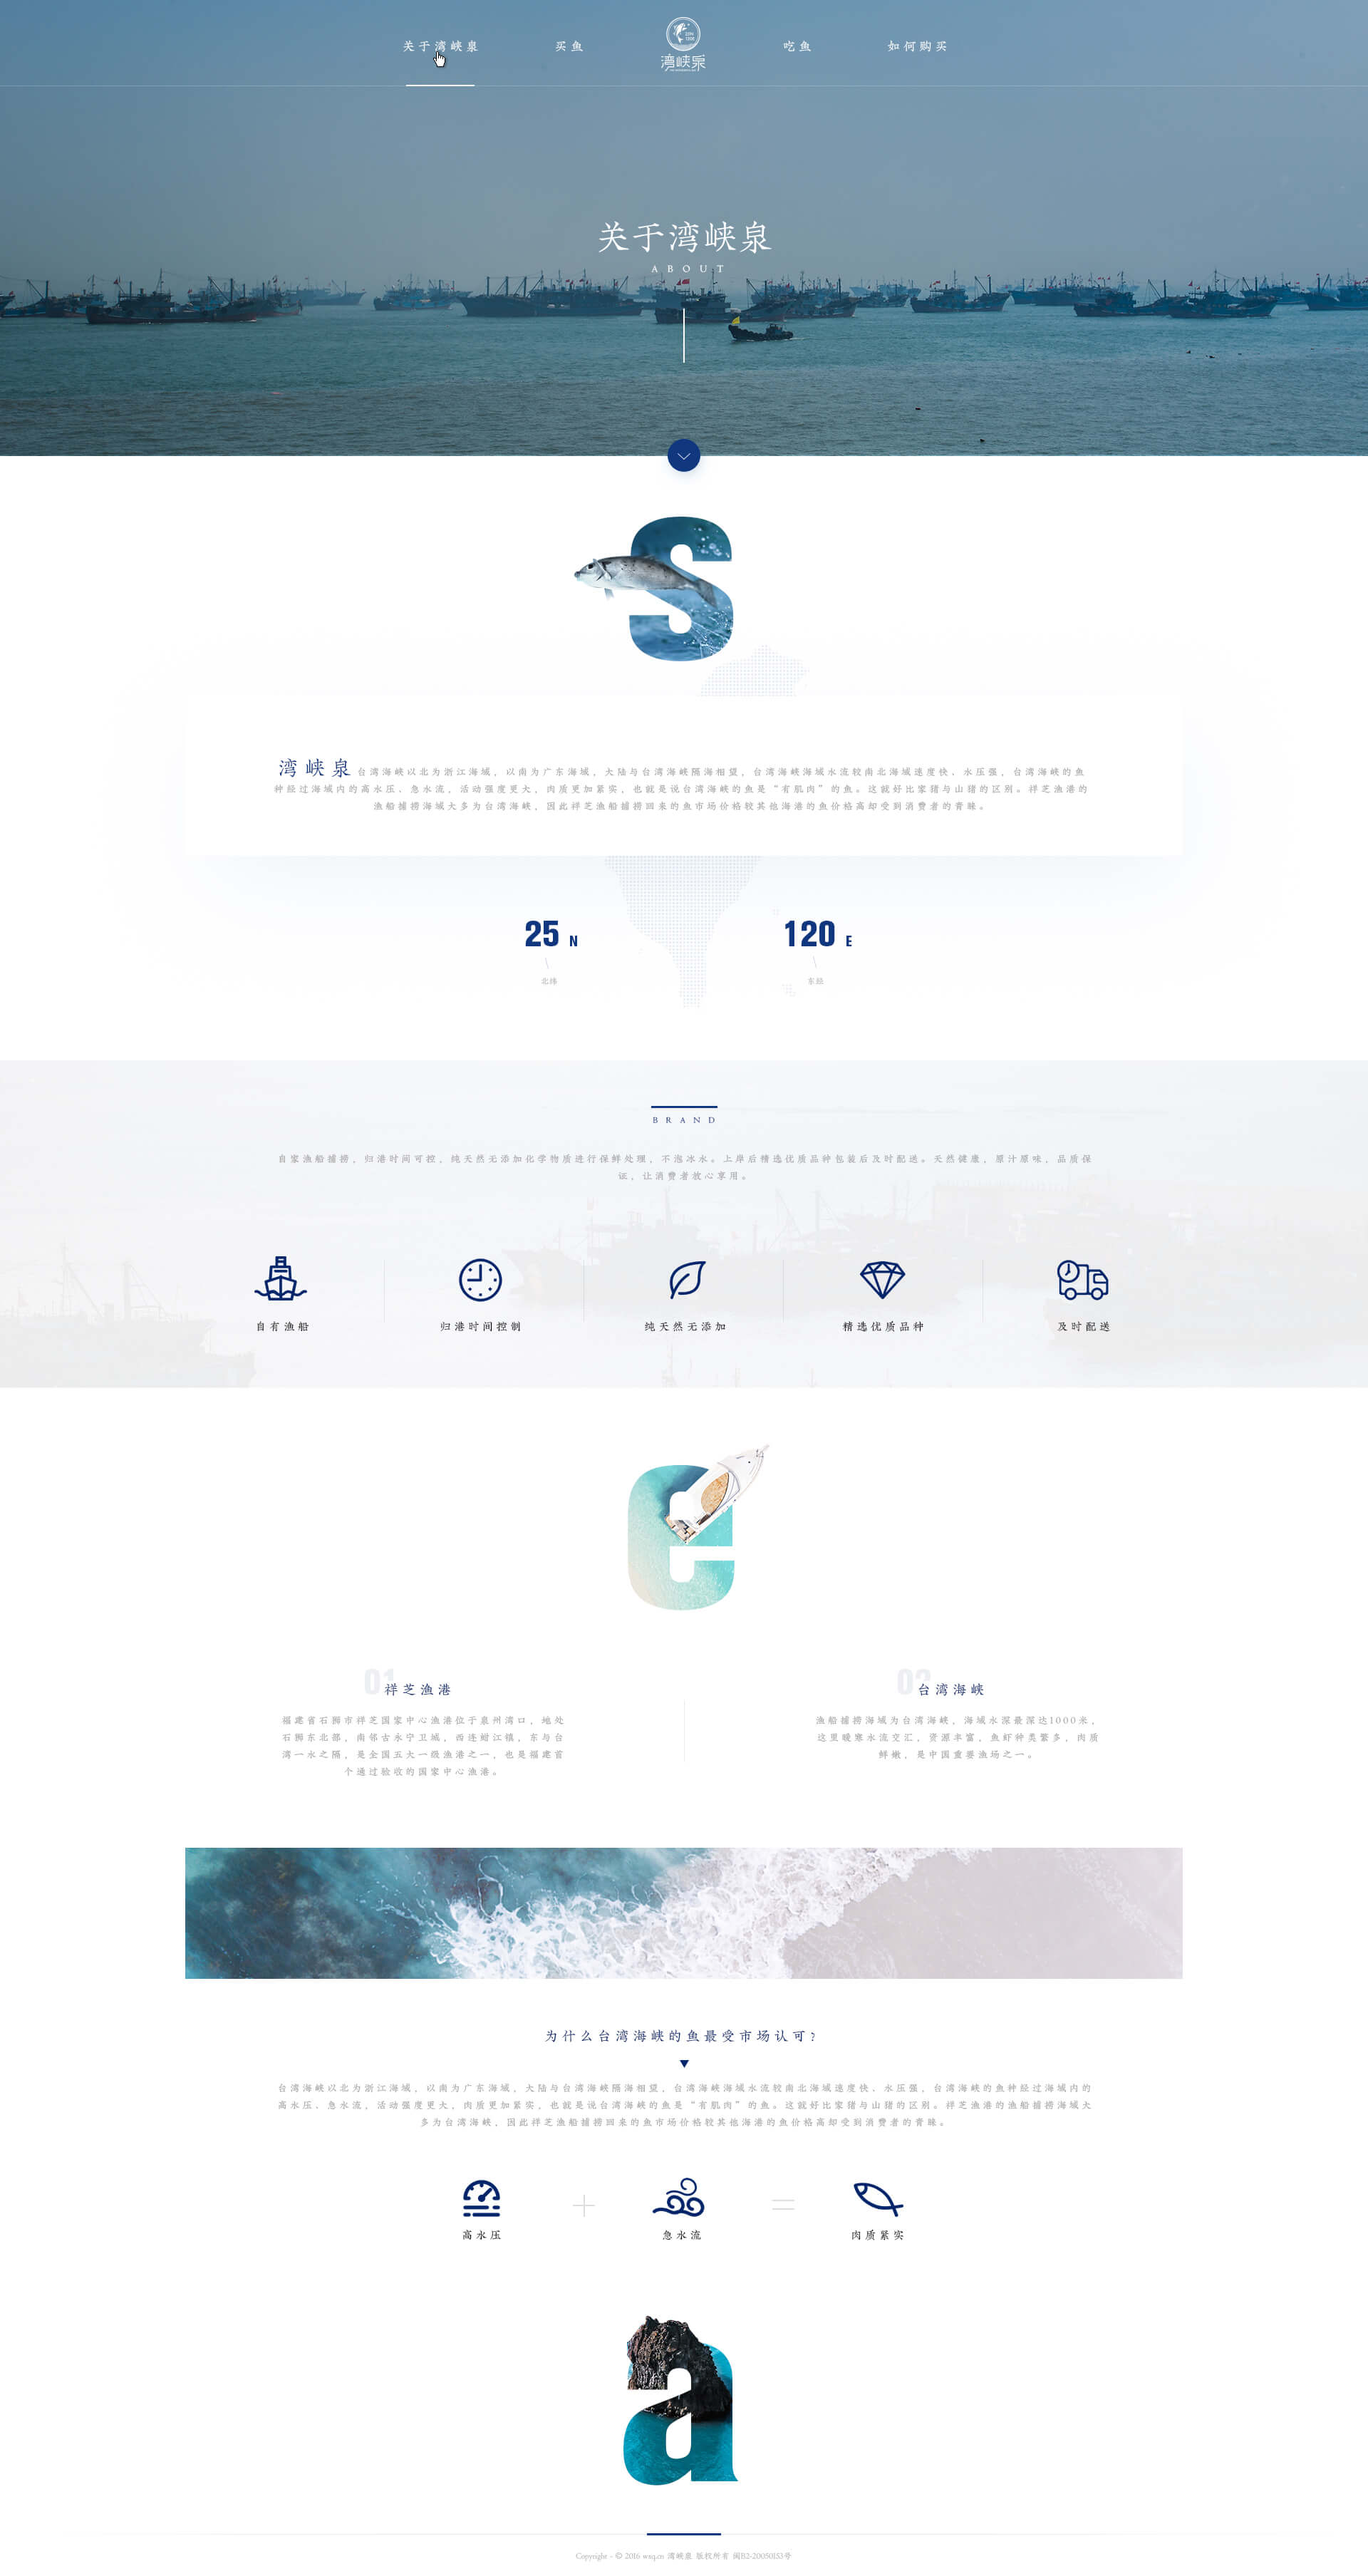 关于湾峡泉
买鱼
湾峡泉
吃鱼
如何购买
关于湾峡泉
ABOUT
S
湾峡泉 台湾海峡以北为浙江海域，以南为广东海域，大陆与台湾海峡隔海相望，台湾海峡海域水流较南北海域速度快、水压强，台湾海峡的鱼
种经过海域内的高水压、急水流，活动强度更大，肉质更加紧实，也就是说台湾海峡的鱼是“有肌肉”的鱼。这就好比家猪与山猪的区别。祥芝渔港的
渔船捕捞海域大多为台湾海峡，因此祥芝渔船捕捞回来的鱼市场价格较其他海港的鱼价格高却受到消费者的青睐。
25 N
北纬
120 E
东经
BRAND
自家渔船捕捞，归港时间可控，纯天然无添加化学物质进行保鲜处理，不泡冰水。上岸后精选优质品种包装后及时配送。天然健康，原汁原味，品质保
证，让消费者放心享用。
自有渔船
归港时间控制
纯天然无添加
精选优质品种
及时配送
e
01
祥芝渔港
福建省石狮市祥芝国家中心渔港位于泉州湾口，地处
石狮东北部，南邻古永宁卫城，西连蚶江镇，东与台
湾一水之隔，是全国五大一级渔港之一，也是福建首
个通过验收的国家中心渔港。
02
台湾海峡
渔船捕捞海域为台湾海峡，海域水深最深达1000米，
这里暖寒水流交汇，资源丰富，鱼虾种类繁多，肉质
鲜嫩，是中国重要渔场之一。
为什么台湾海峡的鱼最受市场认可？
台湾海峡以北为浙江海域，以南为广东海域，大陆与台湾海峡隔海相望，台湾海峡海域水流较南北海域速度快、水压强，台湾海峡的鱼种经过海域内的
高水压、急水流，活动强度更大，肉质更加紧实，也就是说台湾海峡的鱼是“有肌肉”的鱼。这就好比家猪与山猪的区别。祥芝渔港的渔船捕捞海域大
多为台湾海峡，因此祥芝渔船捕捞回来的鱼市场价格较其他海港的鱼价格高却受到消费者的青睐。
高水压
+
急水流
=
肉质紧实
a
Copyright - © 2016 wxq.cn 湾峡泉 版权所有 闽B2-20050153号